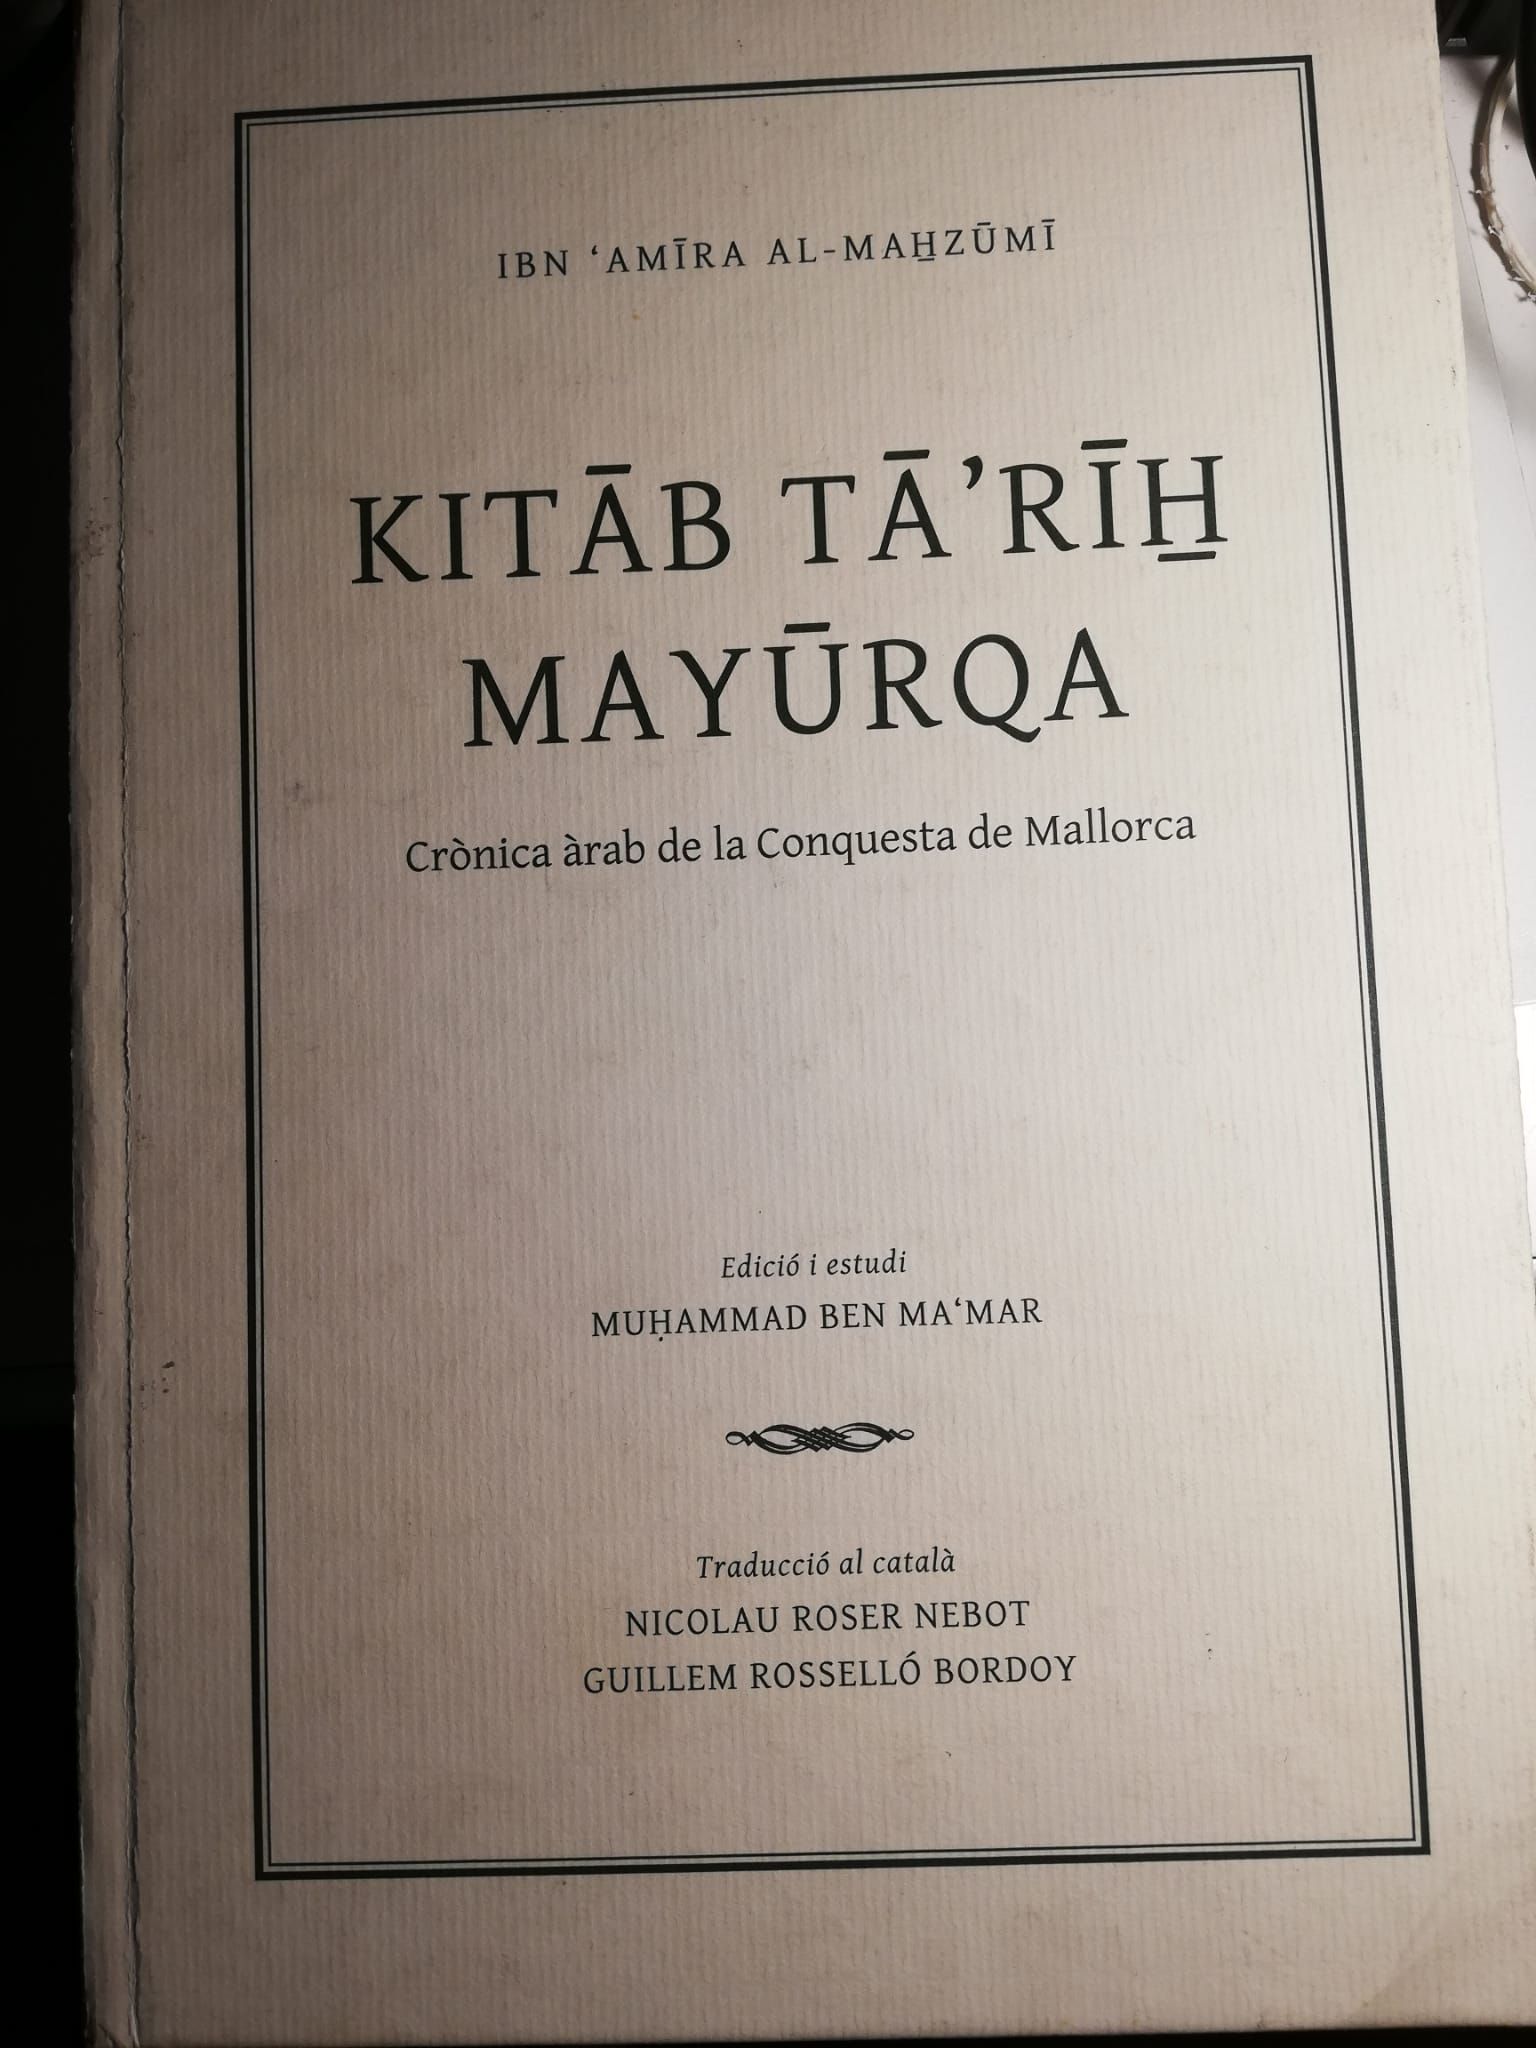 IBN ‘AMĪRA AL-MAH̱ZŪMĪ
KITĀB TĀ’RĪH̱
MAYŪRQA
Crònica àrab de la Conquesta de Mallorca
Edició i estudi
MUḤAMMAD BEN MA‘MAR
Traducció al català
NICOLAU ROSER NEBOT
GUILLEM ROSSELLÓ BORDOY